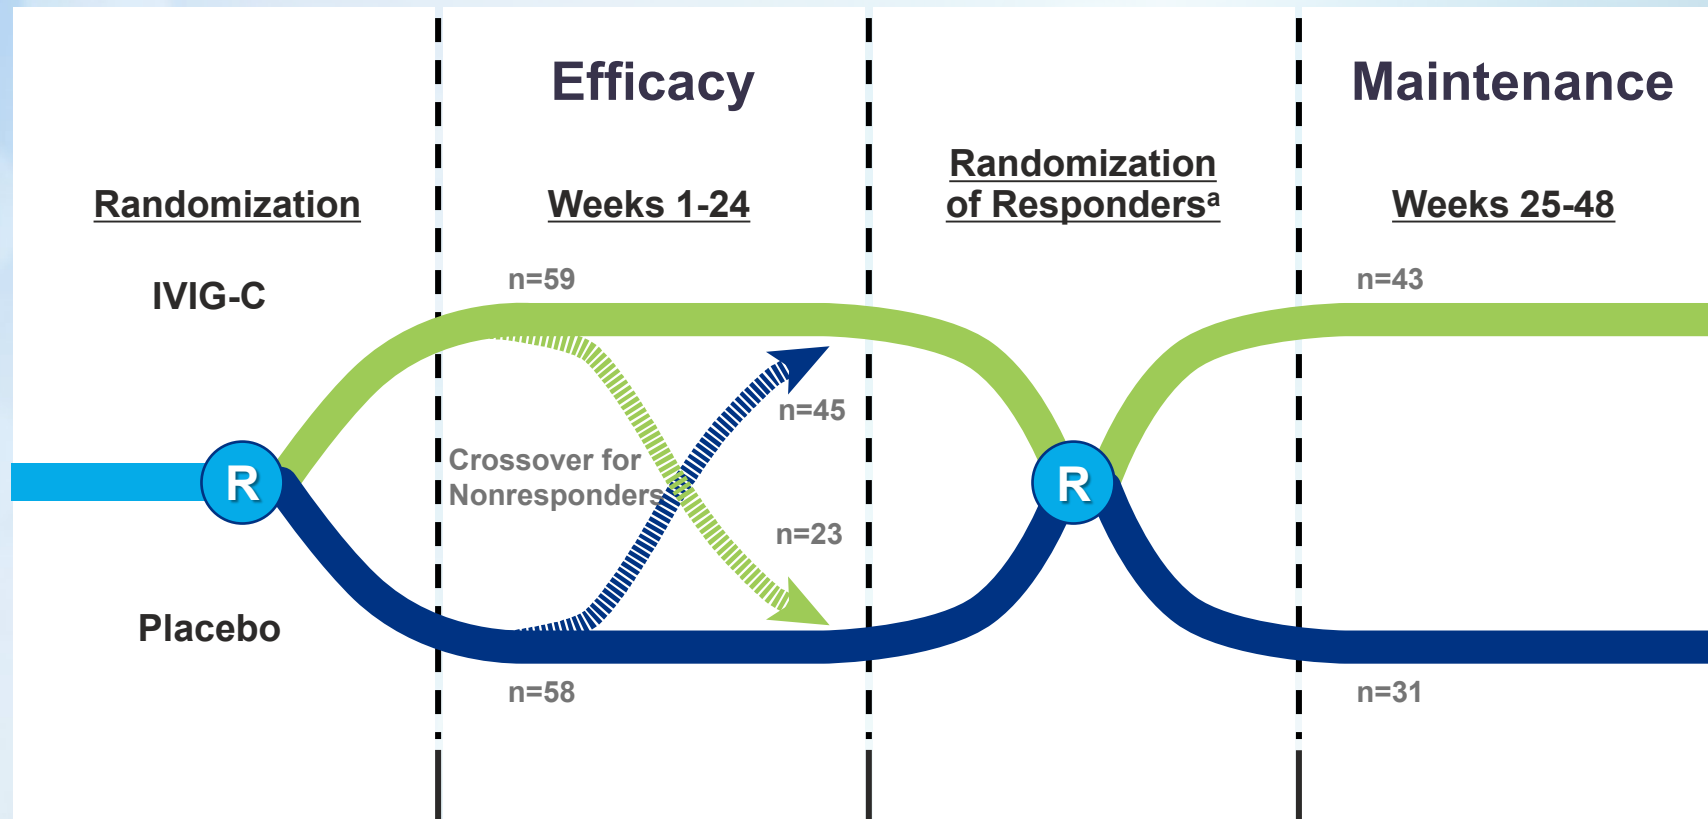 Efficacy
Maintenance
Randomization
Weeks 1-24
Randomization
of Respondersᵃ
Weeks 25-48
IVIG-C
n=59
n=43
n=45
Crossover for
Nonresponders
R
R
n=23
Placebo
n=58
n=31